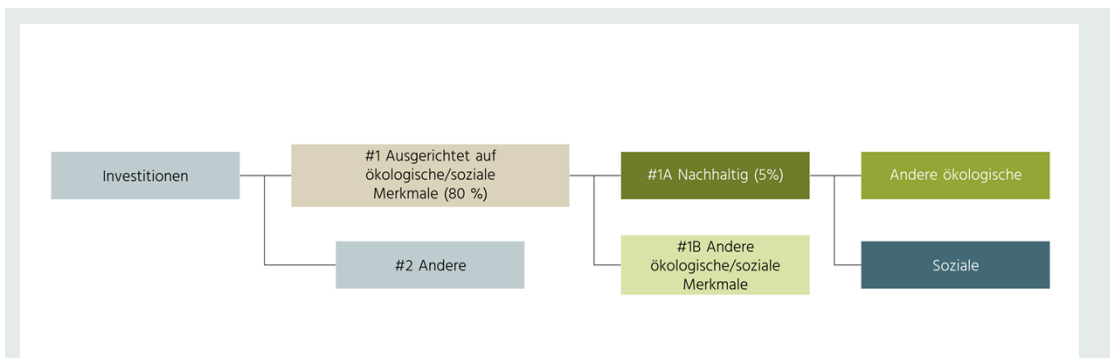 Investitionen
#1 Ausgerichtet auf
ökologische/soziale
Merkmale (80 %)
#1A Nachhaltig (5%)
Andere ökologische
#2 Andere
#1B Andere
ökologische/soziale
Merkmale
Soziale